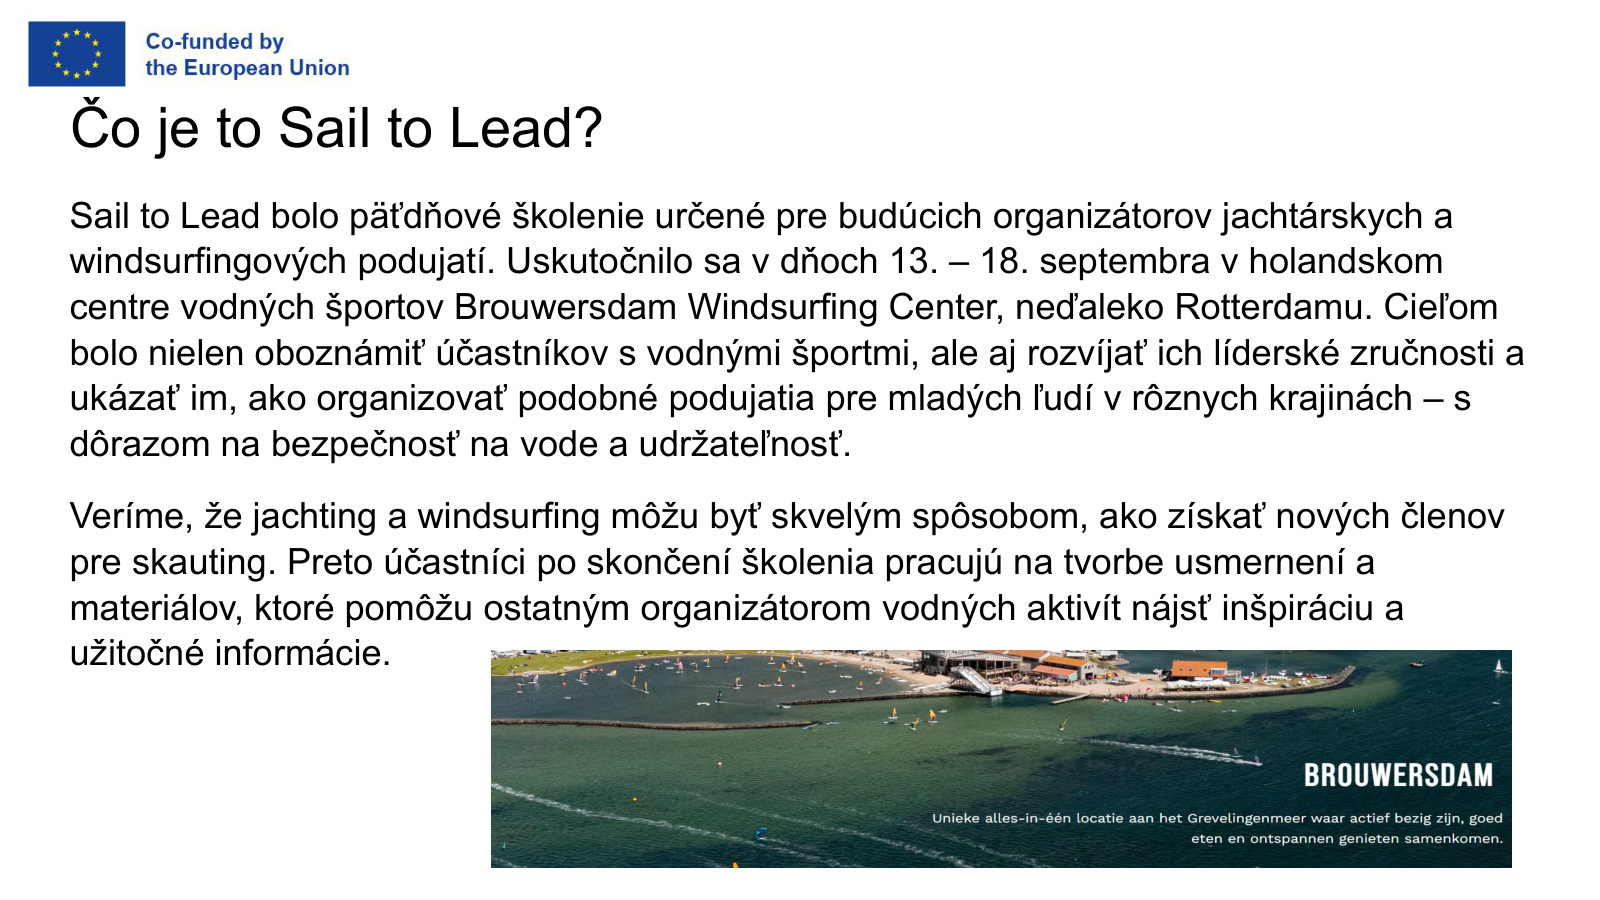 Co-funded by
the European Union
Čo je to Sail to Lead?
Sail to Lead bolo päťdňové školenie určené pre budúcich organizátorov jachtárskych a
windsurfingových podujatí. Uskutočnilo sa v dňoch 13. – 18. septembra v holandskom
centre vodných športov Brouwersdam Windsurfing Center, neďaleko Rotterdamu. Cieľom
bolo nielen oboznámiť účastníkov s vodnými športmi, ale aj rozvíjať ich líderské zručnosti a
ukázať im, ako organizovať podobné podujatia pre mladých ľudí v rôznych krajinách – s
dôrazom na bezpečnosť na vode a udržateľnosť.
Veríme, že jachting a windsurfing môžu byť skvelým spôsobom, ako získať nových členov
pre skauting. Preto účastníci po skončení školenia pracujú na tvorbe usmernení a
materiálov, ktoré pomôžu ostatným organizátorom vodných aktivít nájsť inšpiráciu a
užitočné informácie.
BROUWERSDAM
Unieke alles-in-één locatie aan het Grevelingenmeer waar actief bezig zijn, goed
eten en ontspannen genieten samenkomen.